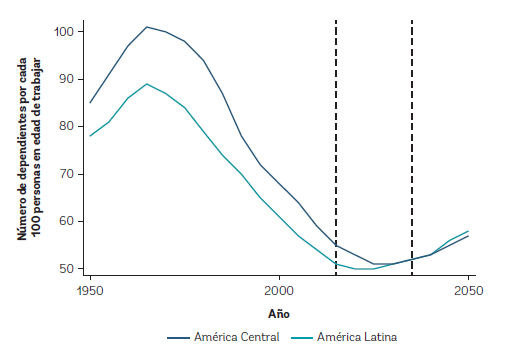 Número de dependientes por cada
100 personas en edad de trabajar
100
90
80
70
60
50
1950
2000
2050
Año
América Central
América Latina